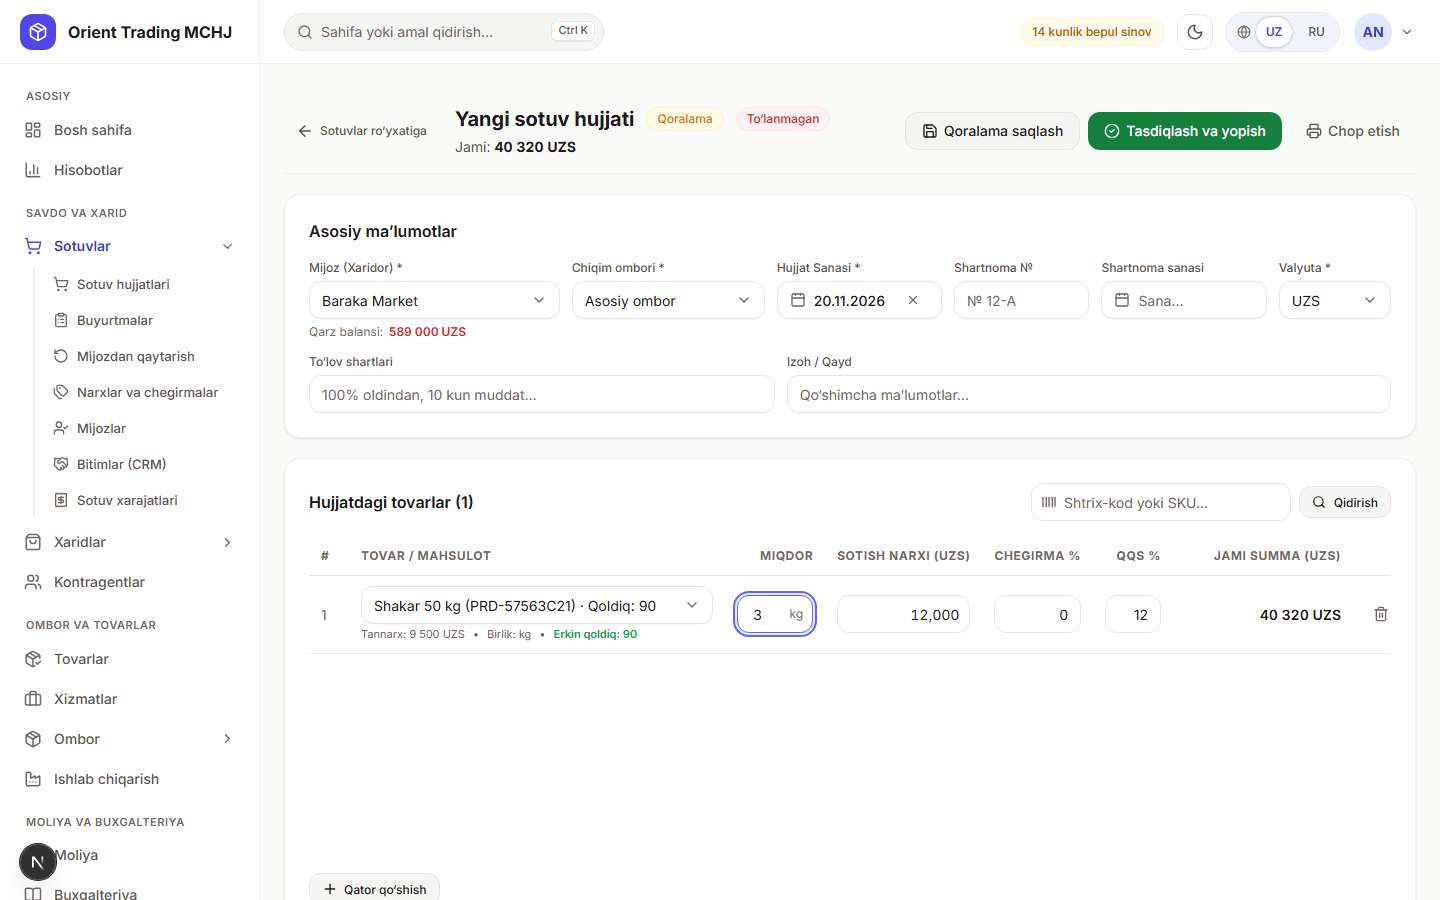 Orient Trading MCHJ
Sahifa yoki amal qidirish...
Ctrl K
14 kunlik bepul sinov
UZ
RU
AN
ASOSIY
Bosh sahifa
Hisobotlar
SAVDO VA XARID
Sotuvlar
Sotuv hujjatlari
Buyurtmalar
Mijozdan qaytarish
Narxlar va chegirmalar
Mijozlar
Bitimlar (CRM)
Sotuv xarajatlari
Xaridlar
Kontragentlar
OMBOR VA TOVARLAR
Tovarlar
Xizmatlar
Ombor
Ishlab chiqarish
MOLIYA VA BUXGALTERIYA
Moliya
Buxgalteriya
N
Sotuvlar ro‘yxatiga
Yangi sotuv hujjati
Qoralama
To‘lanmagan
Jami: 40 320 UZS
Qoralama saqlash
Tasdiqlash va yopish
Chop etish
Asosiy ma’lumotlar
Mijoz (Xaridor) *
Chiqim ombori *
Hujjat Sanasi *
Shartnoma №
Shartnoma sanasi
Valyuta *
Baraka Market
Asosiy ombor
20.11.2026
№ 12-A
Sana...
UZS
Qarz balansi: 589 000 UZS
To‘lov shartlari
Izoh / Qayd
100% oldindan, 10 kun muddat...
Qo‘shimcha ma’lumotlar...
Hujjatdagi tovarlar (1)
Shtrix-kod yoki SKU...
Qidirish
# TOVAR / MAHSULOT MIQDOR SOTISH NARXI (UZS) CHEGIRMA % QQS % JAMI SUMMA (UZS)
1 Shakar 50 kg (PRD-57563C21) · Qoldiq: 90 3 kg 12,000 0 12 40 320 UZS
Tannarx: 9 500 UZS • Birlik: kg • Erkin qoldiq: 90
Qator qo‘shish